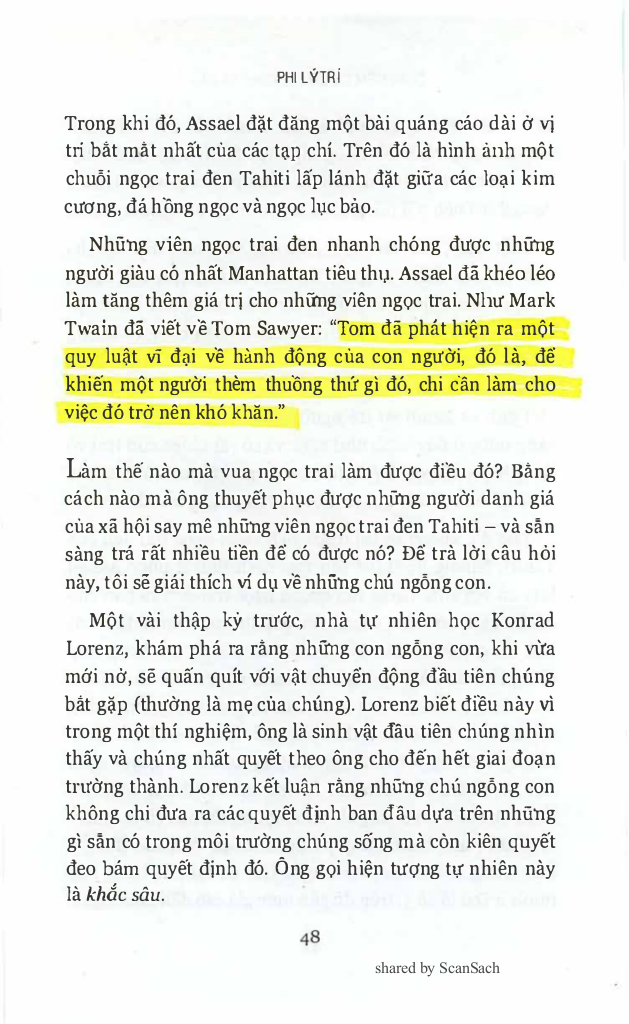 PHI LÝ TRÍ
Trong khi đó, Assael đặt đăng một bài quảng cáo dài ở vị
trí bắt mắt nhất của các tạp chí. Trên đó là hình ảnh một
chuỗi ngọc trai đen Tahiti lấp lánh đặt giữa các loại kim
cương, đá hồng ngọc và ngọc lục bảo.
Những viên ngọc trai đen nhanh chóng được những
người giàu có nhất Manhattan tiêu thụ. Assael đã khéo léo
làm tăng thêm giá trị cho những viên ngọc trai. Như Mark
Twain đã viết về Tom Sawyer: “Tom đã phát hiện ra một
quy luật vĩ đại về hành động của con người, đó là, để
khiến một người thèm thuồng thứ gì đó, chỉ cần làm cho
việc đó trở nên khó khăn.”
Làm thế nào mà vua ngọc trai làm được điều đó? Bằng
cách nào mà ông thuyết phục được những người danh giá
của xã hội say mê những viên ngọc trai đen Tahiti – và sẵn
sàng trả rất nhiều tiền để có được nó? Để trả lời câu hỏi
này, tôi sẽ giải thích ví dụ về những chú ngỗng con.
Một vài thập kỷ trước, nhà tự nhiên học Konrad
Lorenz, khám phá ra rằng những con ngỗng con, khi vừa
mới nở, sẽ quấn quít với vật chuyển động đầu tiên chúng
bắt gặp (thường là mẹ của chúng). Lorenz biết điều này vì
trong một thí nghiệm, ông là sinh vật đầu tiên chúng nhìn
thấy và chúng nhất quyết theo ông cho đến hết giai đoạn
trưởng thành. Lorenz kết luận rằng những chú ngỗng con
không chỉ đưa ra các quyết định ban đầu dựa trên những
gì sẵn có trong môi trường chúng sống mà còn kiên quyết
đeo bám quyết định đó. Ông gọi hiện tượng tự nhiên này
là khắc sâu.
48
shared by ScanSach